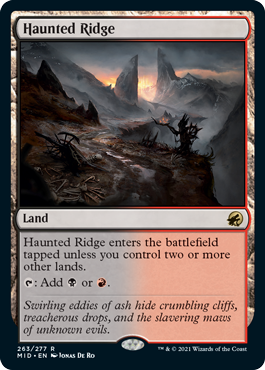 Haunted Ridge
Land
Haunted Ridge enters the battlefield
tapped unless you control two or more
other lands.
: Add or .
Swirling eddies of ash hide crumbling cliffs,
treacherous drops, and the slavering maws
of unknown evils.
263/277 R
MID • EN Jonas De Ro
™ & © 2021 Wizards of the Coast